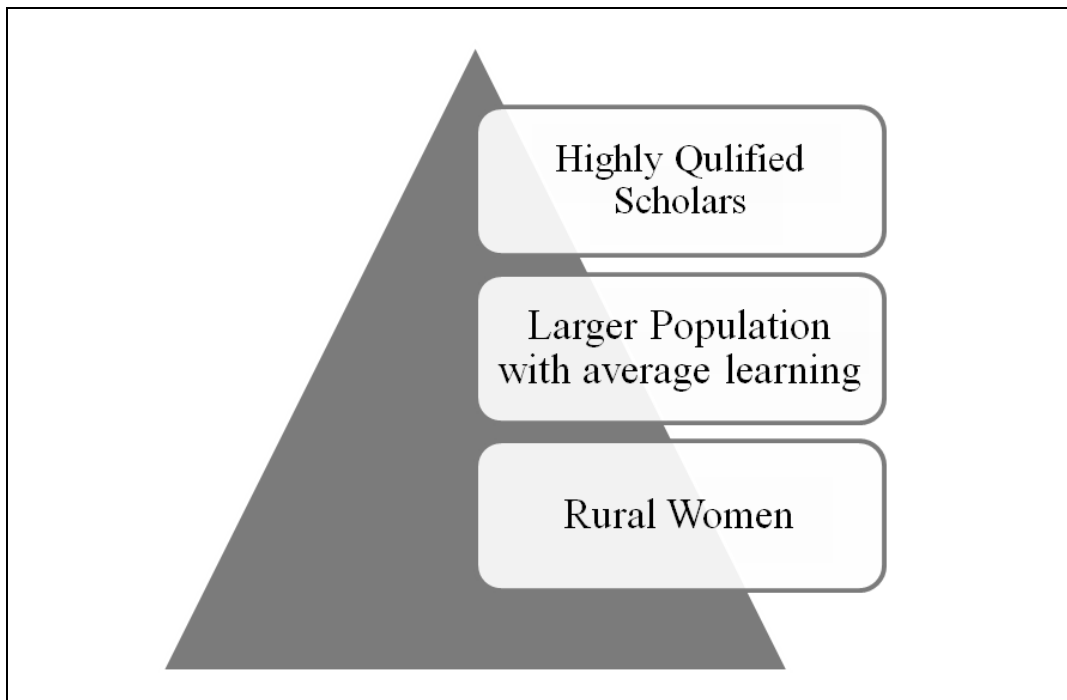 Highly Qulified
Scholars
Larger Population
with average learning
Rural Women